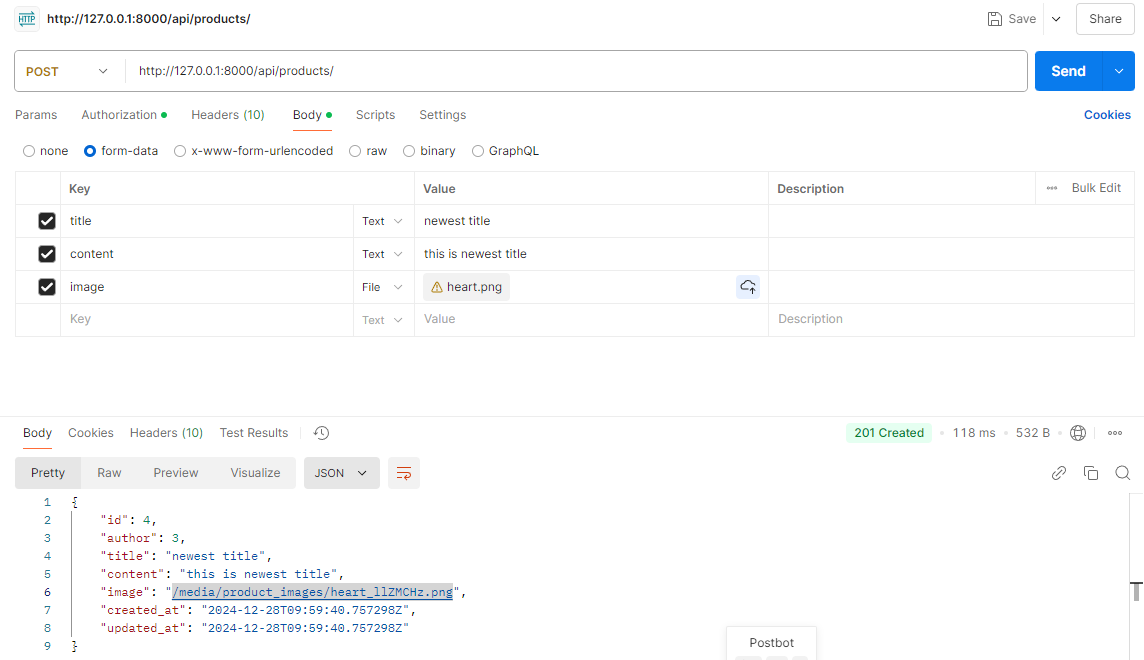 HTTP http://127.0.0.1:8000/api/products/ Save Share
POST http://127.0.0.1:8000/api/products/ Send
Params Authorization Headers (10) Body Scripts Settings Cookies
none form-data x-www-form-urlencoded raw binary GraphQL
Key Value Description Bulk Edit
title Text newest title
content Text this is newest title
image File heart.png
Key Text Value Description
Body Cookies Headers (10) Test Results 201 Created 118 ms 532 B
Pretty Raw Preview Visualize JSON
1 {
2 "id": 4,
3 "author": 3,
4 "title": "newest title",
5 "content": "this is newest title",
6 "image": "/media/product_images/heart_llZMCHz.png",
7 "created_at": "2024-12-28T09:59:40.757298Z",
8 "updated_at": "2024-12-28T09:59:40.757298Z"
9 }
Postbot